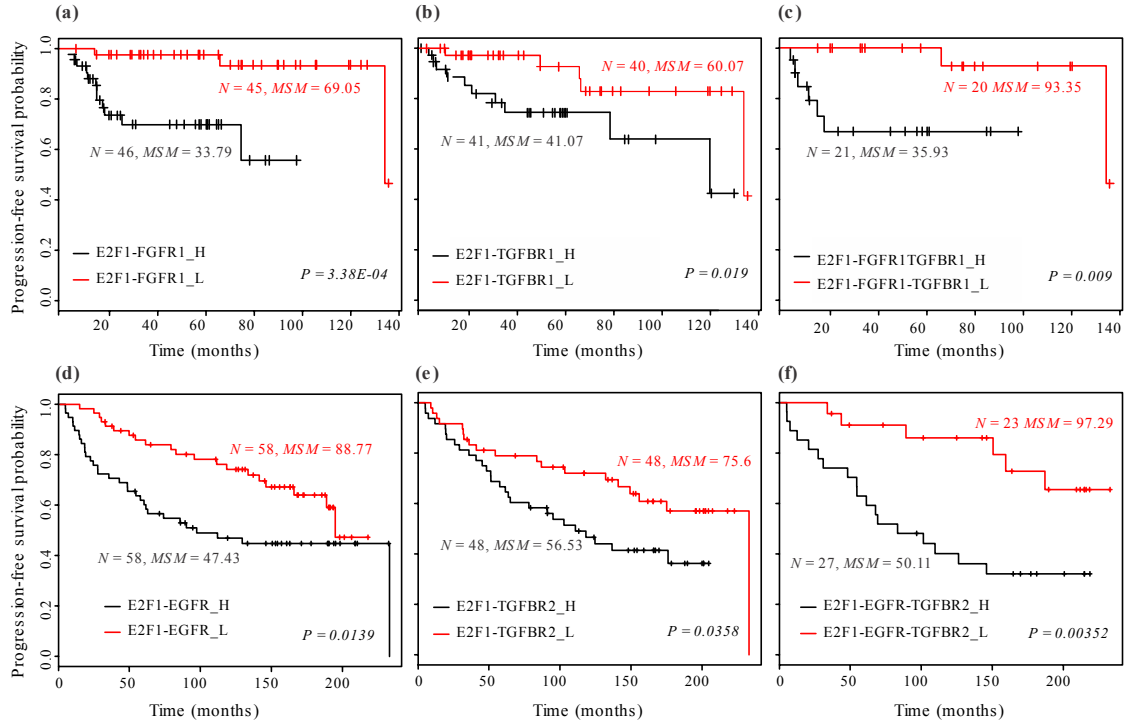 (a)
(b)
(c)
Progression-free survival probability
0.0 0.2 0.4 0.6 0.8 1.0
N = 45, MSM = 69.05
N = 46, MSM = 33.79
E2F1-FGFR1_H
E2F1-FGFR1_L
P = 3.38E-04
20 40 60 80 100 120 140
Time (months)
N = 40, MSM = 60.07
N = 41, MSM = 41.07
E2F1-TGFBR1_H
E2F1-TGFBR1_L
P = 0.019
20 40 60 80 100 120 140
Time (months)
N = 20 MSM = 93.35
N = 21, MSM = 35.93
E2F1-FGFR1TGFBR1_H
E2F1-FGFR1-TGFBR1_L
P = 0.009
20 40 60 80 100 120 140
Time (months)
(d)
(e)
(f)
Progression-free survival probability
0.0 0.2 0.4 0.6 0.8 1.0
N = 58, MSM = 88.77
N = 58, MSM = 47.43
E2F1-EGFR_H
E2F1-EGFR_L
P = 0.0139
0 50 100 150 200
Time (months)
N = 48, MSM = 75.6
N = 48, MSM = 56.53
E2F1-TGFBR2_H
E2F1-TGFBR2_L
P = 0.0358
0 50 100 150 200
Time (months)
N = 23 MSM = 97.29
N = 27, MSM = 50.11
E2F1-EGFR-TGFBR2_H
E2F1-EGFR-TGFBR2_L
P = 0.00352
0 50 100 150 200
Time (months)